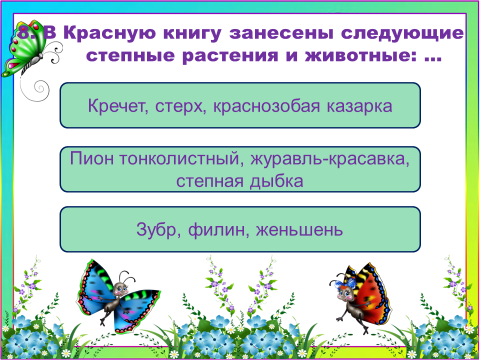 8. В Красную книгу занесены следующие
степные растения и животные: ...
Кречет, стерх, краснозобая казарка
Пион тонколистный, журавль-красавка,
степная дыбка
Зубр, филин, женьшень